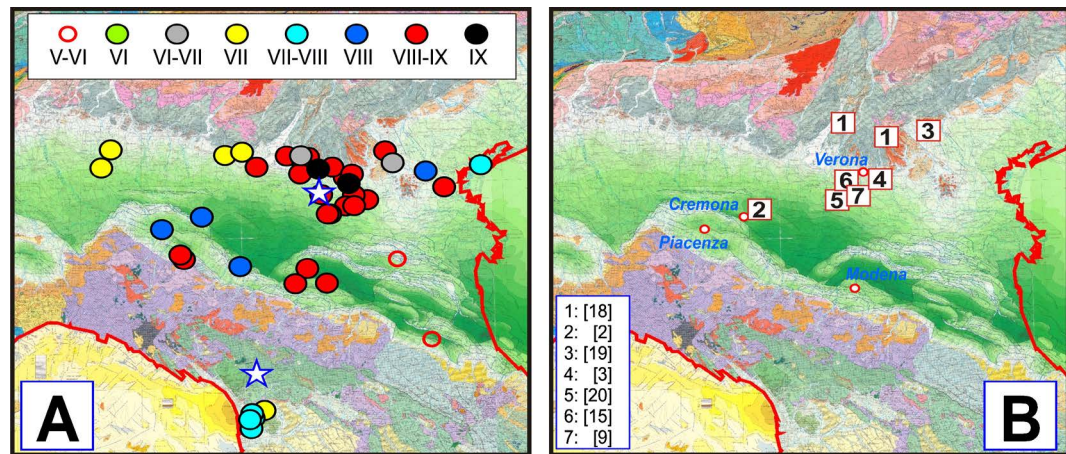 V-VI VI VI-VII VII VII-VIII VIII VIII-IX IX
A
1
1
3
Verona
6
4
5
7
Cremona
2
Piacenza
Modena
1: [18]
2: [2]
3: [19]
4: [3]
5: [20]
6: [15]
7: [9]
B